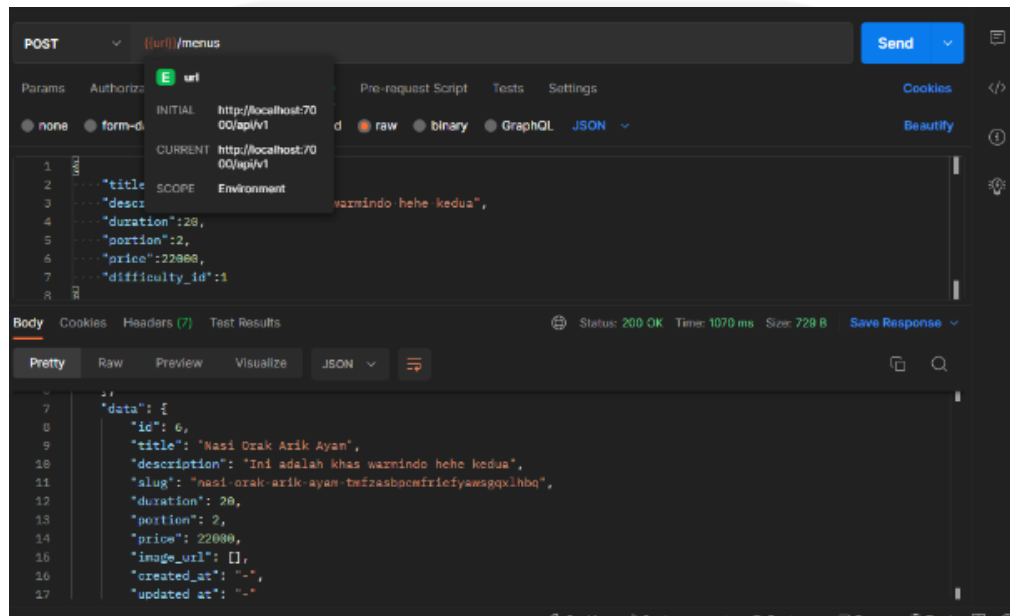 POST {{url}}/menus Send
E url
Params Authoriza Pre-request Script Tests Settings Cookies
INITIAL http://localhost:70
00/api/v1
none form-d d raw binary GraphQL JSON Beautify
CURRENT http://localhost:70
00/api/v1
SCOPE Environment
1 {
2 "title
3 "descr warmindo hehe kedua",
4 "duration":20,
5 "portion":2,
6 "price":22000,
7 "difficulty_id":1
8 }
Body Cookies Headers (7) Test Results Status: 200 OK Time: 1070 ms Size: 729 B Save Response
Pretty Raw Preview Visualize JSON
6 ],
7 "data": {
8 "id": 6,
9 "title": "Nasi Orak Arik Ayam",
10 "description": "Ini adalah khas warmindo hehe kedua",
11 "slug": "nasi-orak-arik-ayam-tmfzasbpcmfriefyawsgqxlhbq",
12 "duration": 20,
13 "portion": 2,
14 "price": 22000,
15 "image_url": [],
16 "created_at": "-",
17 "updated_at": "-"